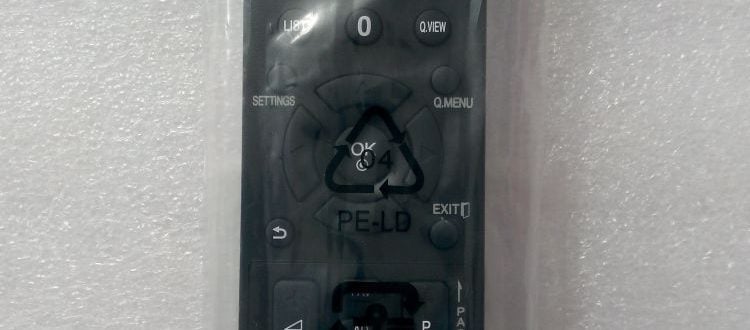 LIST 0 Q.VIEW
SETTINGS Q.MENU
OK
04
EXIT
PE-LD
P